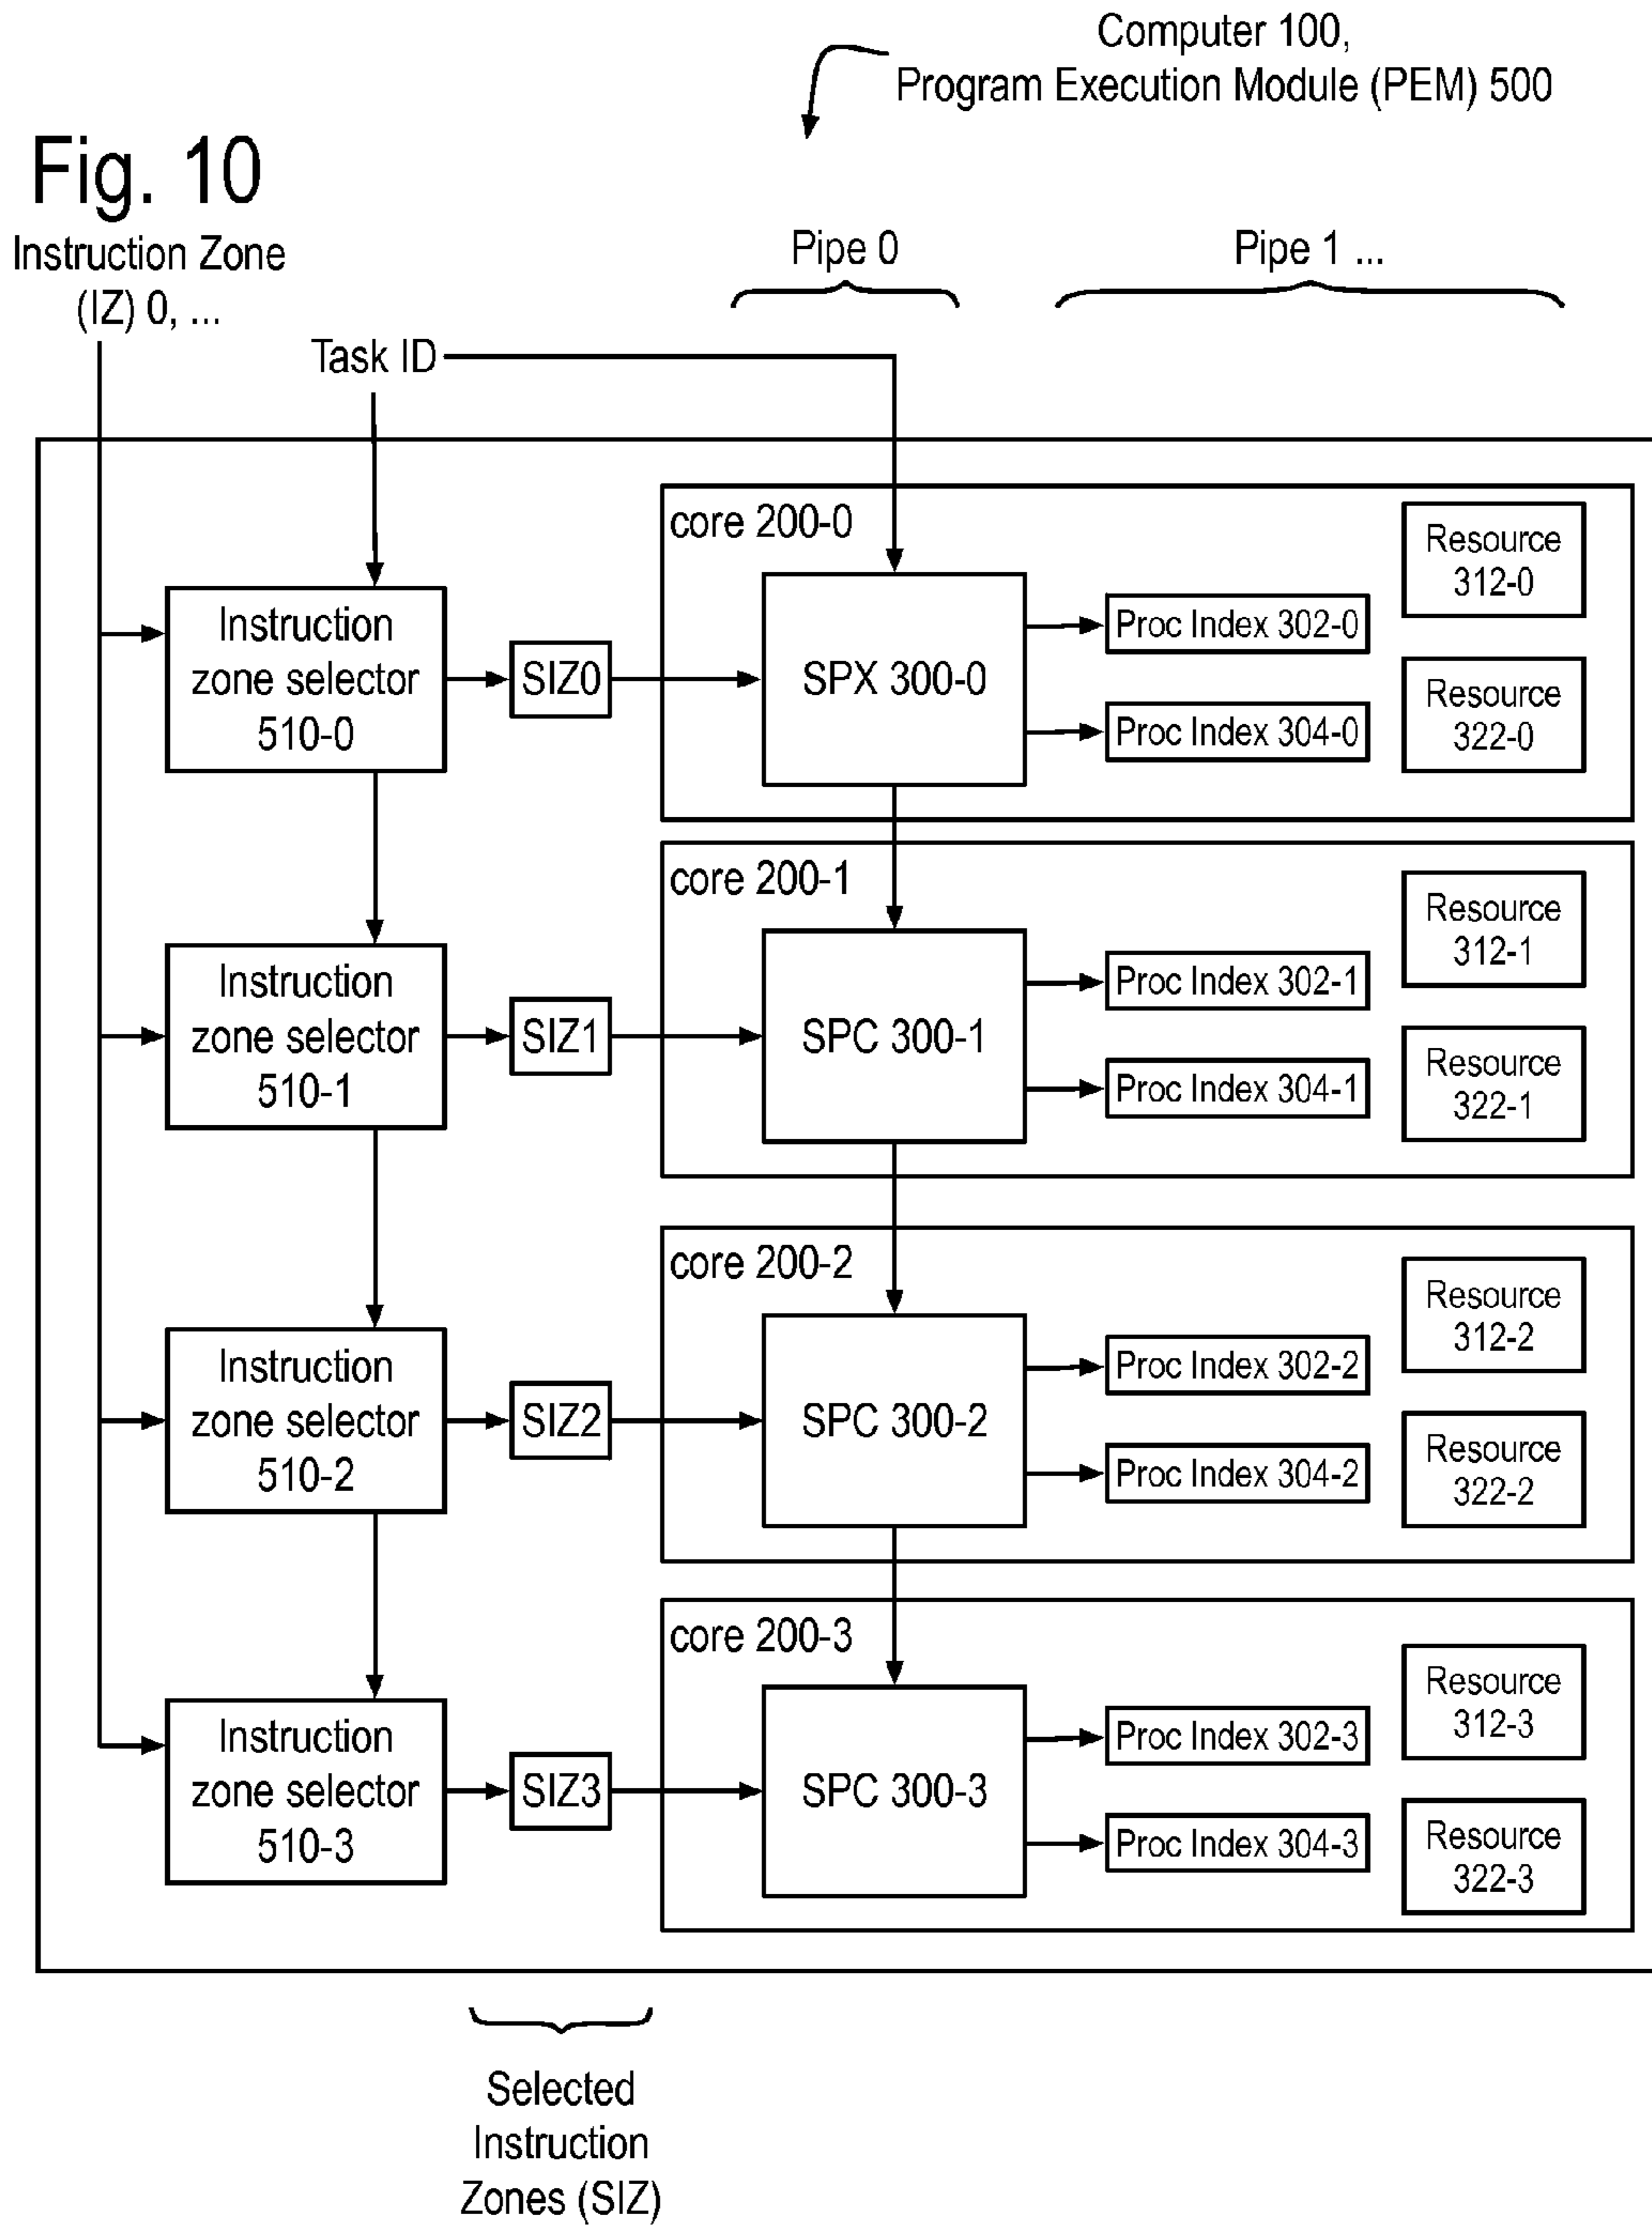 Computer 100,
Program Execution Module (PEM) 500
Fig. 10
Instruction Zone
(IZ) 0, ...
Pipe 0
Pipe 1 ...
Task ID
core 200-0
Instruction
zone selector
510-0
SIZ0
SPX 300-0
Proc Index 302-0
Proc Index 304-0
Resource
312-0
Resource
322-0
core 200-1
Instruction
zone selector
510-1
SIZ1
SPC 300-1
Proc Index 302-1
Proc Index 304-1
Resource
312-1
Resource
322-1
core 200-2
Instruction
zone selector
510-2
SIZ2
SPC 300-2
Proc Index 302-2
Proc Index 304-2
Resource
312-2
Resource
322-2
core 200-3
Instruction
zone selector
510-3
SIZ3
SPC 300-3
Proc Index 302-3
Proc Index 304-3
Resource
312-3
Resource
322-3
Selected
Instruction
Zones (SIZ)